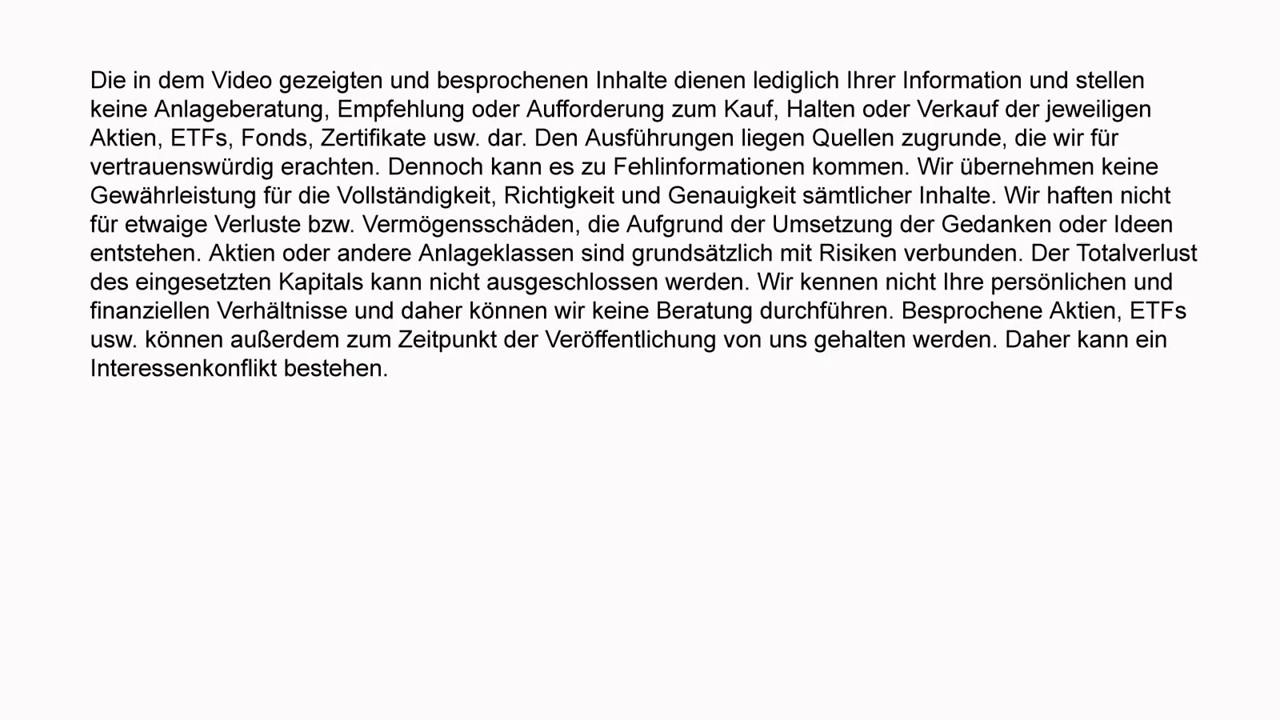 Die in dem Video gezeigten und besprochenen Inhalte dienen lediglich Ihrer Information und stellen
keine Anlageberatung, Empfehlung oder Aufforderung zum Kauf, Halten oder Verkauf der jeweiligen
Aktien, ETFs, Fonds, Zertifikate usw. dar. Den Ausführungen liegen Quellen zugrunde, die wir für
vertrauenswürdig erachten. Dennoch kann es zu Fehlinformationen kommen. Wir übernehmen keine
Gewährleistung für die Vollständigkeit, Richtigkeit und Genauigkeit sämtlicher Inhalte. Wir haften nicht
für etwaige Verluste bzw. Vermögensschäden, die Aufgrund der Umsetzung der Gedanken oder Ideen
entstehen. Aktien oder andere Anlageklassen sind grundsätzlich mit Risiken verbunden. Der Totalverlust
des eingesetzten Kapitals kann nicht ausgeschlossen werden. Wir kennen nicht Ihre persönlichen und
finanziellen Verhältnisse und daher können wir keine Beratung durchführen. Besprochene Aktien, ETFs
usw. können außerdem zum Zeitpunkt der Veröffentlichung von uns gehalten werden. Daher kann ein
Interessenkonflikt bestehen.